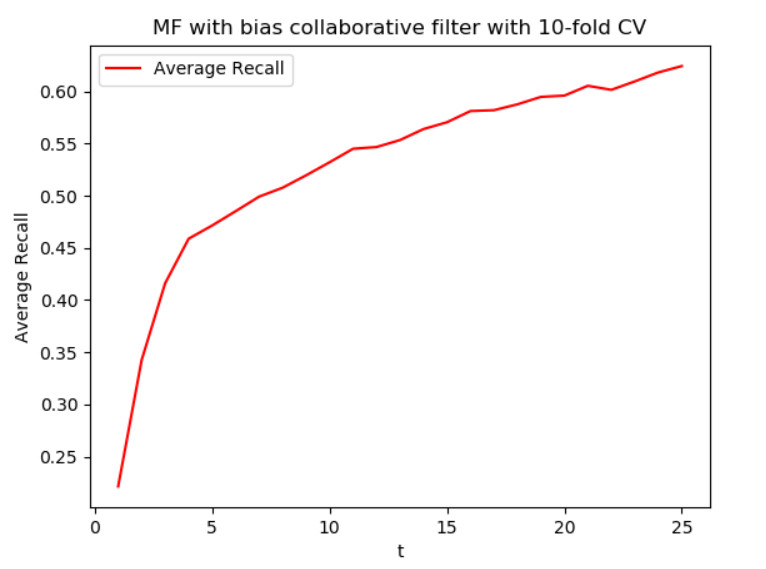 MF with bias collaborative filter with 10-fold CV
Average Recall
Average Recall
0.60
0.55
0.50
0.45
0.40
0.35
0.30
0.25
0 5 10 15 20 25
t